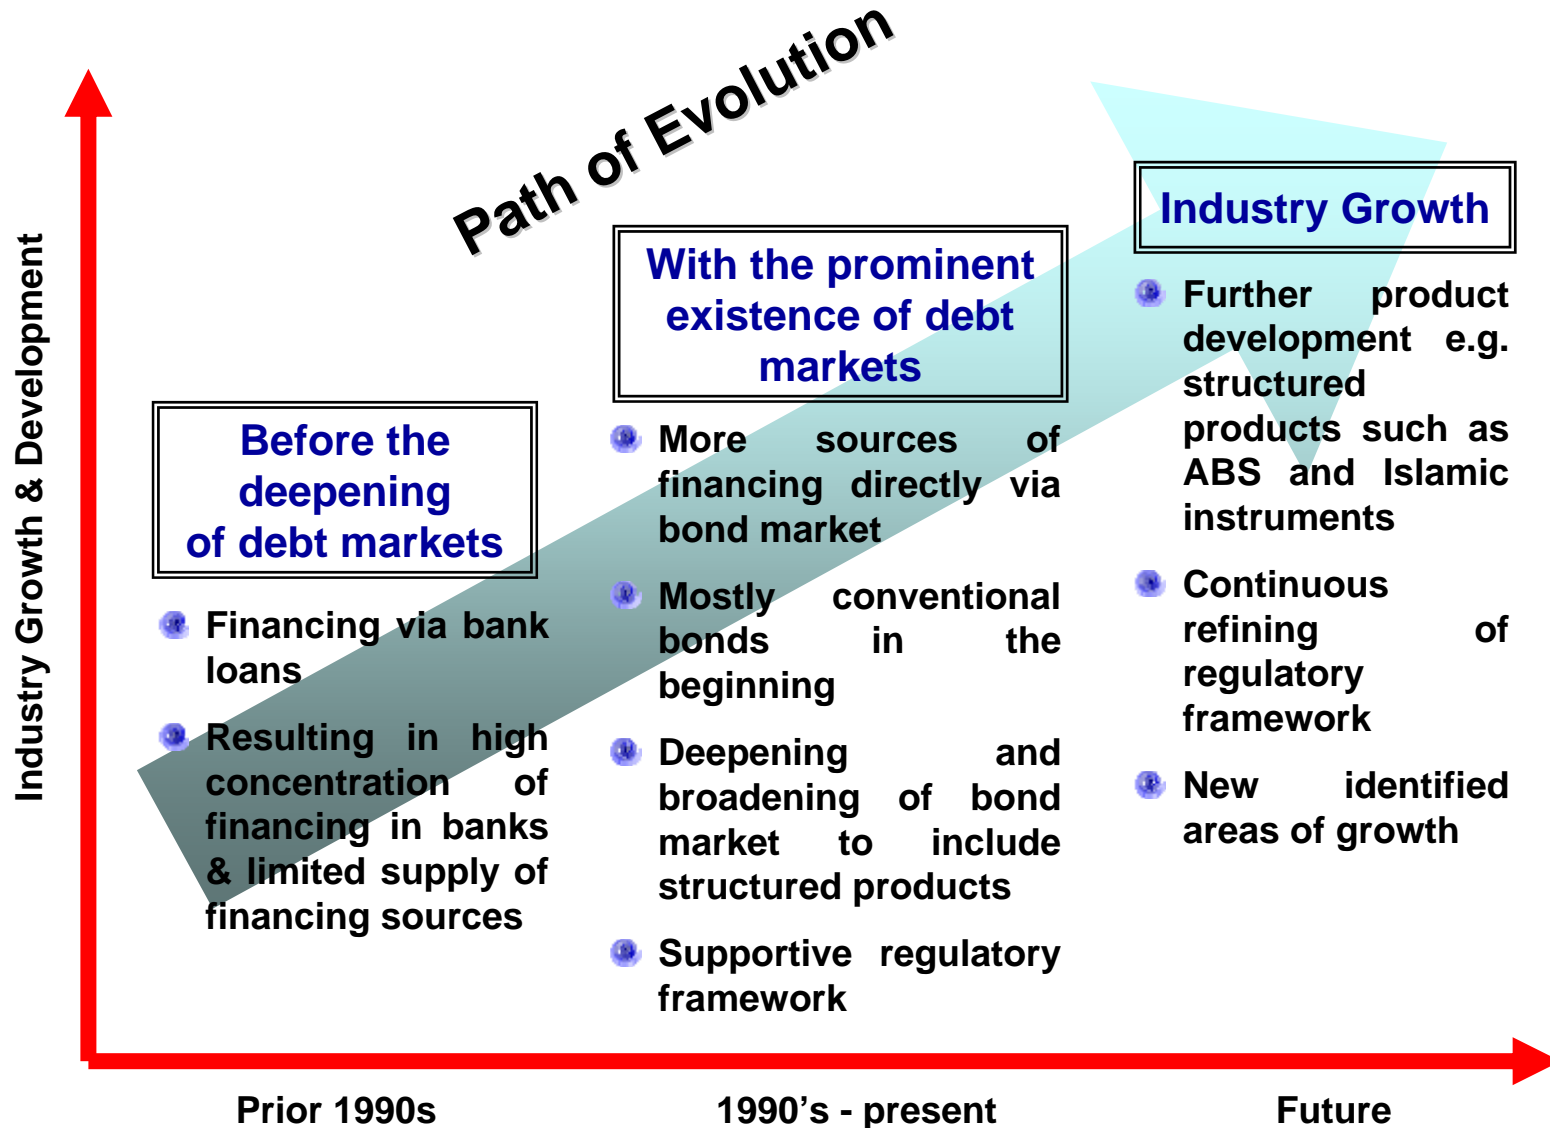 Path of Evolution
Industry Growth & Development
Before the
deepening
of debt markets
Financing via bank
loans
Resulting in high
concentration of
financing in banks
& limited supply of
financing sources
With the prominent
existence of debt
markets
More sources of
financing directly via
bond market
Mostly conventional
bonds in the
beginning
Deepening and
broadening of bond
market to include
structured products
Supportive regulatory
framework
Industry Growth
Further product
development e.g.
structured
products such as
ABS and Islamic
instruments
Continuous
refining of
regulatory
framework
New identified
areas of growth
Prior 1990s
1990’s - present
Future